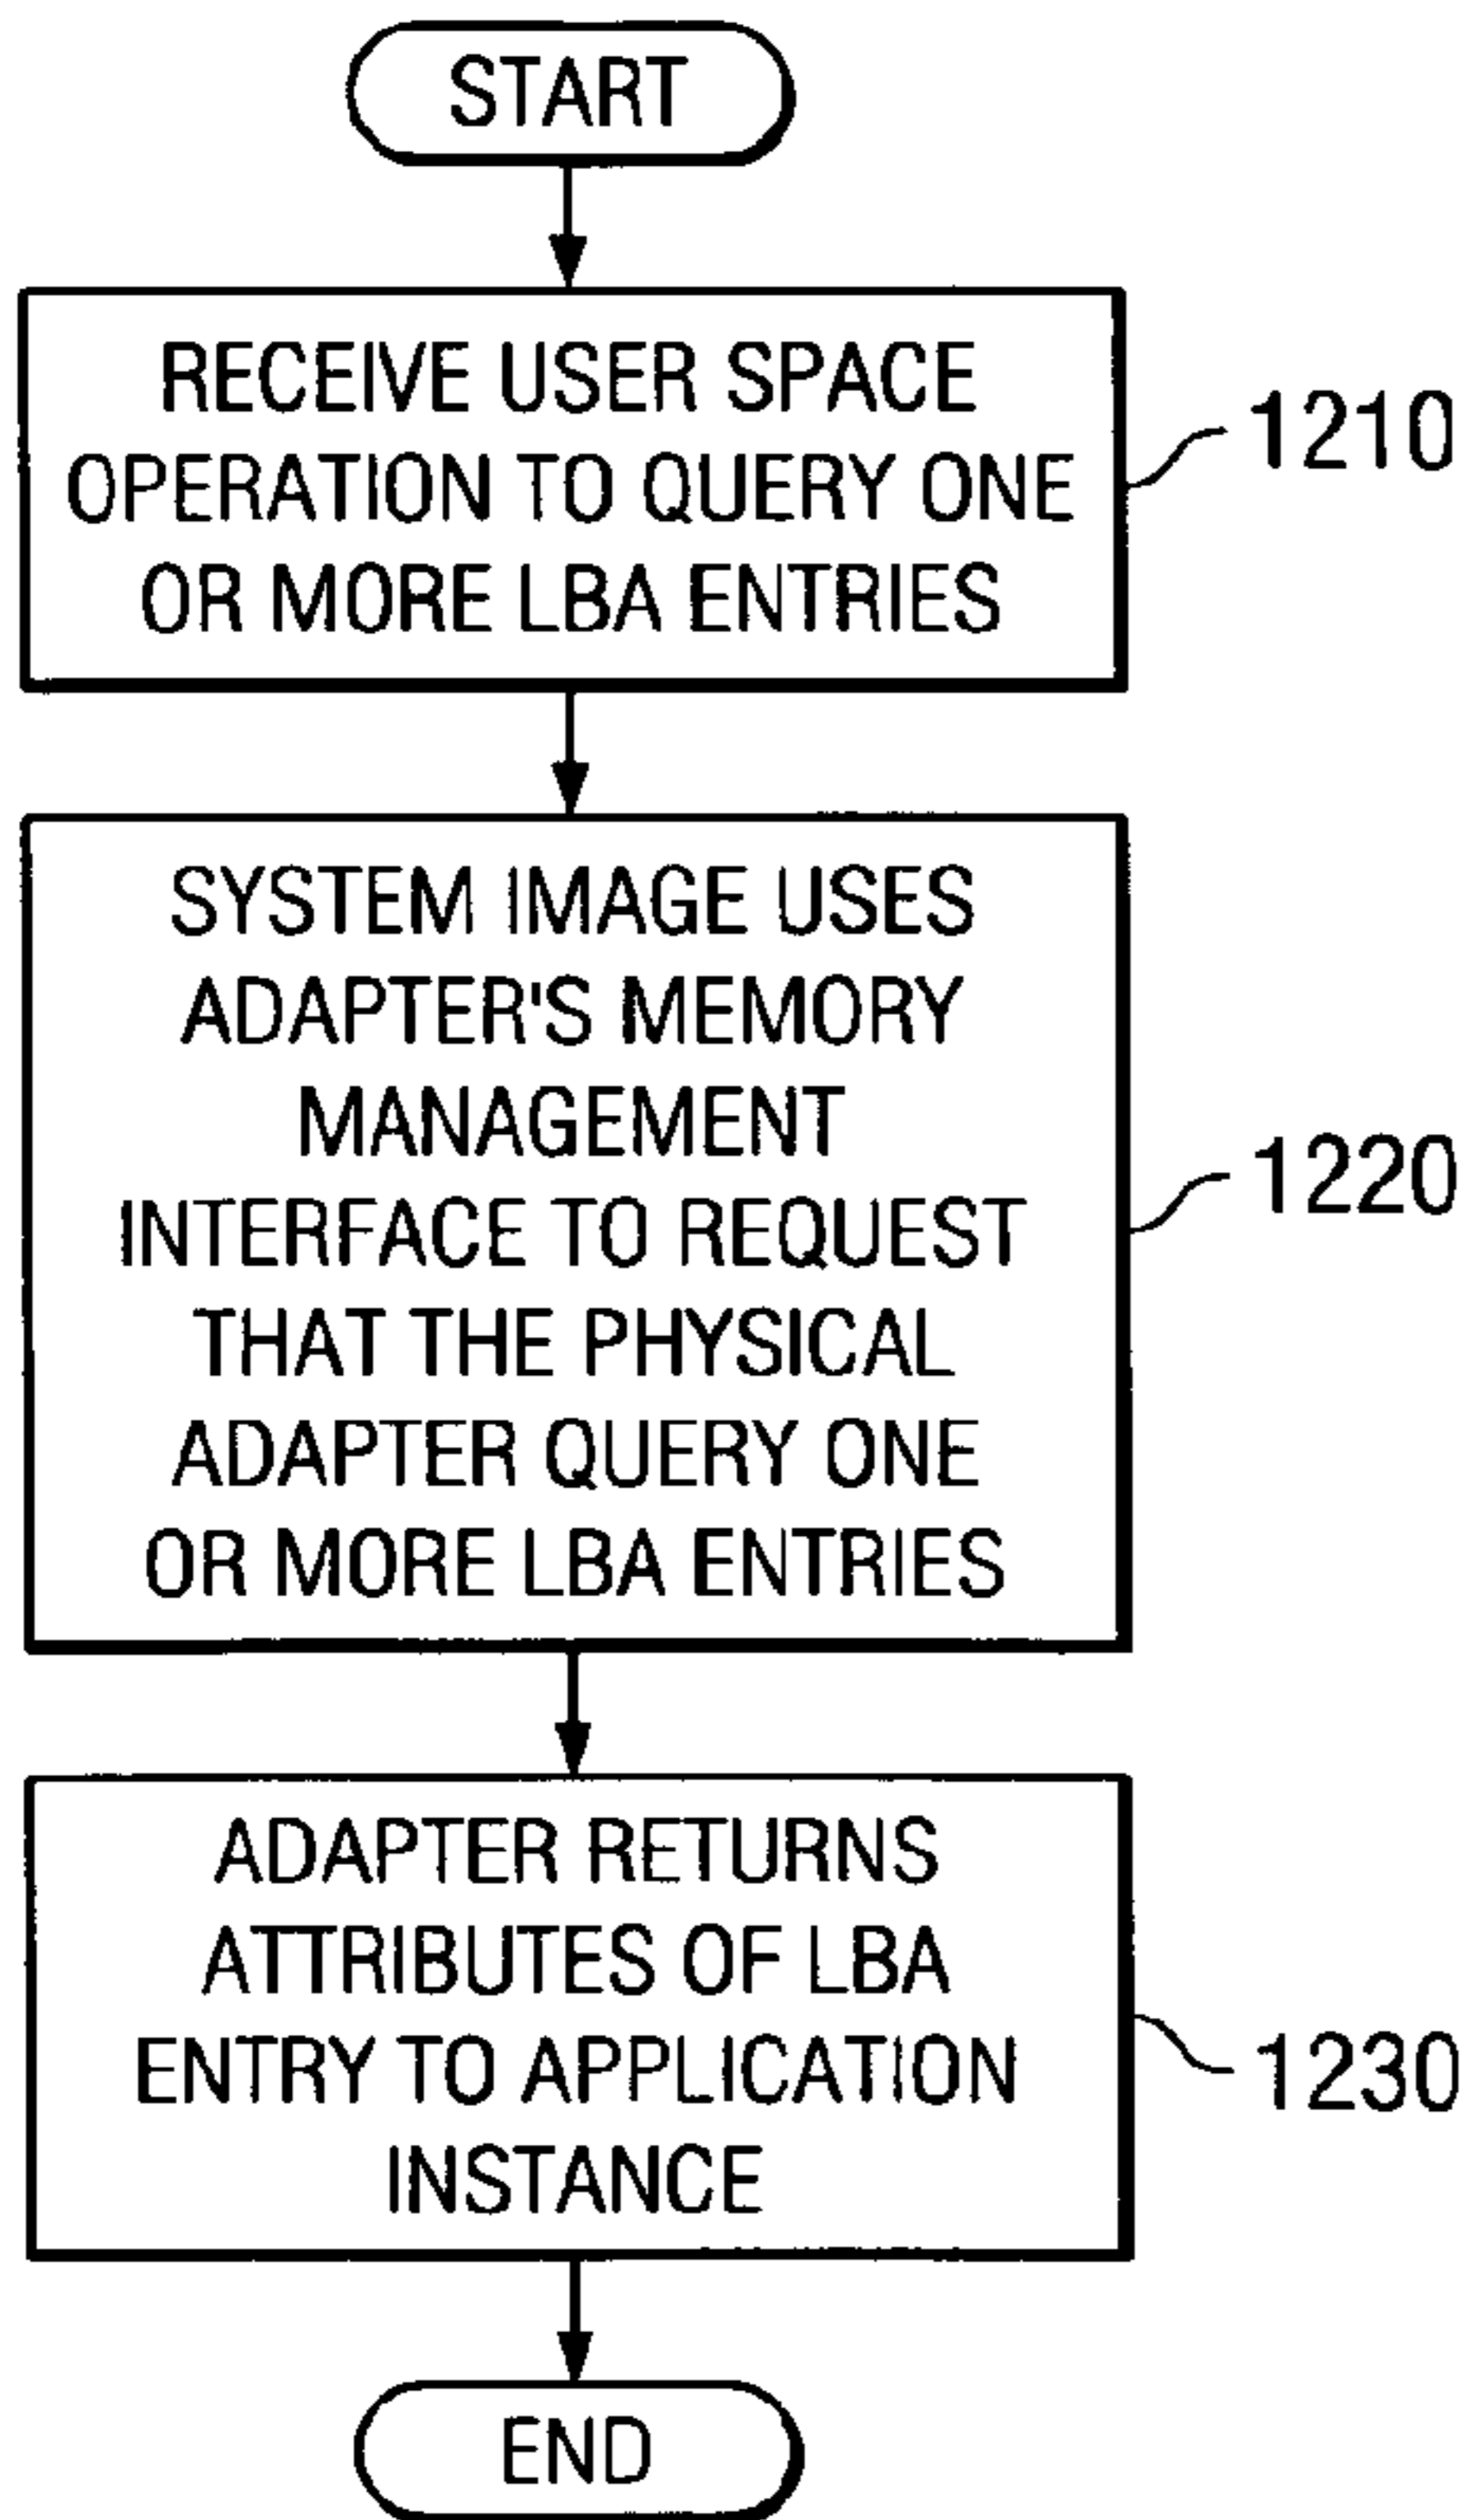 START
RECEIVE USER SPACE
OPERATION TO QUERY ONE
OR MORE LBA ENTRIES
1210
SYSTEM IMAGE USES
ADAPTER'S MEMORY
MANAGEMENT
INTERFACE TO REQUEST
THAT THE PHYSICAL
ADAPTER QUERY ONE
OR MORE LBA ENTRIES
1220
ADAPTER RETURNS
ATTRIBUTES OF LBA
ENTRY TO APPLICATION
INSTANCE
1230
END